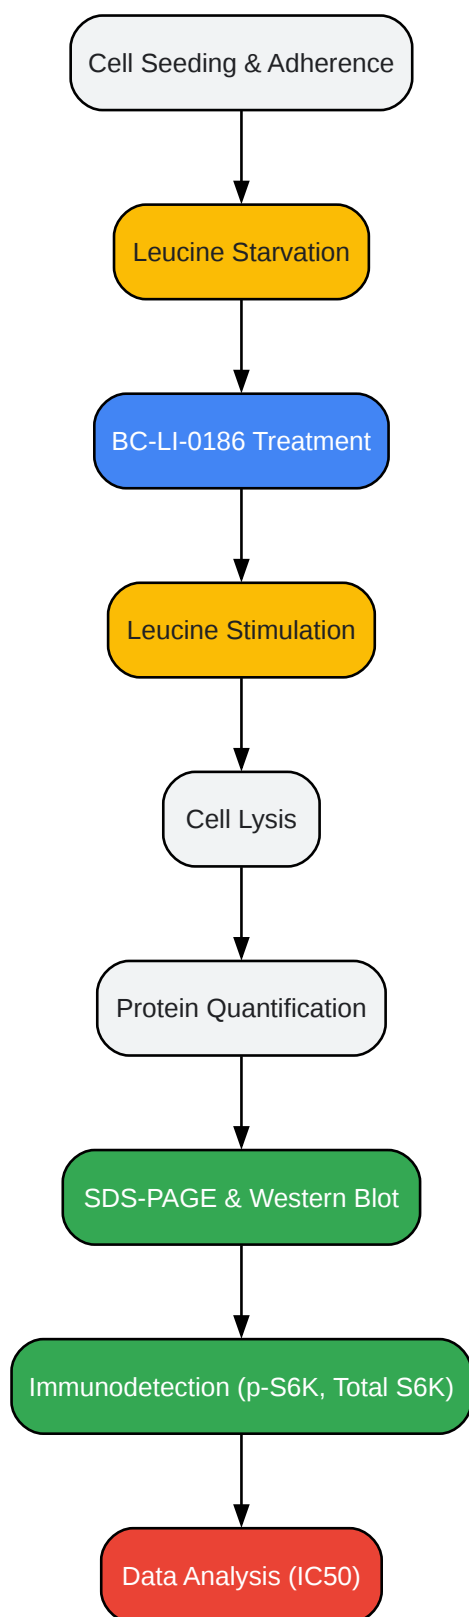 Cell Seeding & Adherence
Leucine Starvation
BC-LI-0186 Treatment
Leucine Stimulation
Cell Lysis
Protein Quantification
SDS-PAGE & Western Blot
Immunodetection (p-S6K, Total S6K)
Data Analysis (IC50)